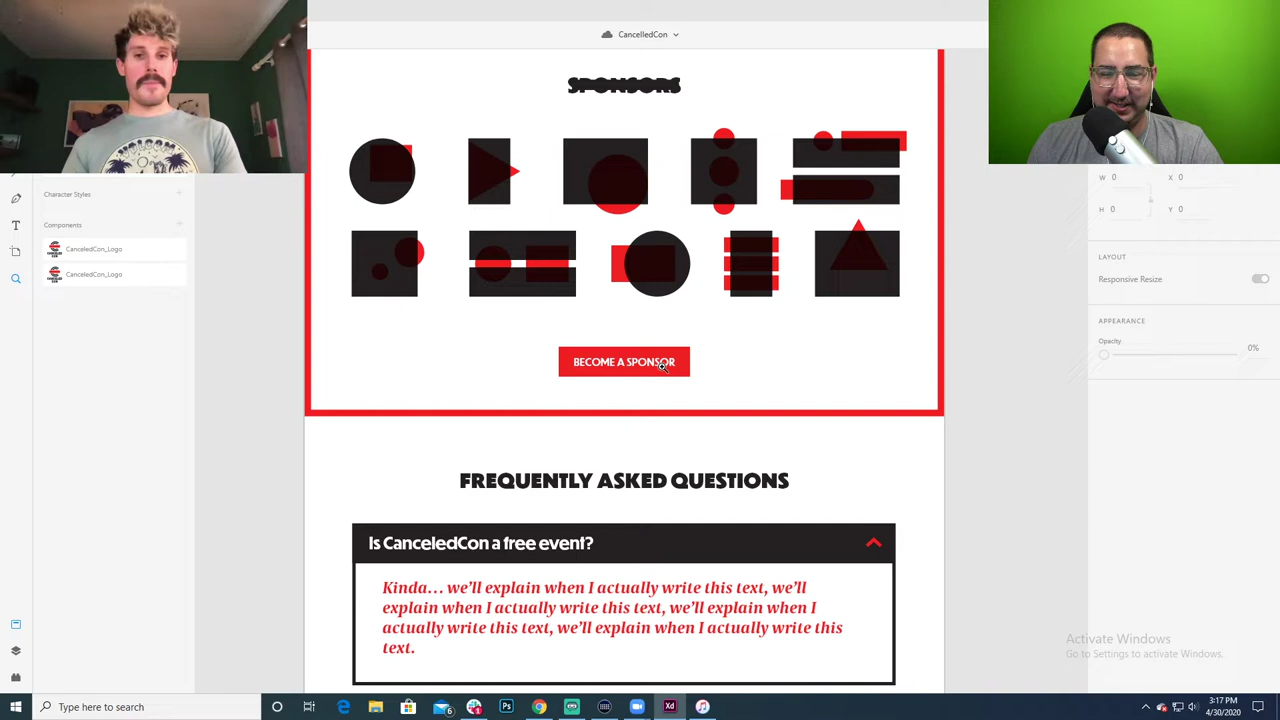 CancelledCon
SPONSORS
Character Styles
Components
CanceledCon_Logo
CanceledCon_Logo
W 0 X 0
H 0 Y 0
LAYOUT
Responsive Resize
APPEARANCE
Opacity
0%
BECOME A SPONSOR
FREQUENTLY ASKED QUESTIONS
Is CanceledCon a free event?
Kinda... we'll explain when I actually write this text, we'll
explain when I actually write this text, we'll explain when I
actually write this text, we'll explain when I actually write this
text.
Activate Windows
Go to Settings to activate Windows.
Type here to search
3:17 PM
4/30/2020